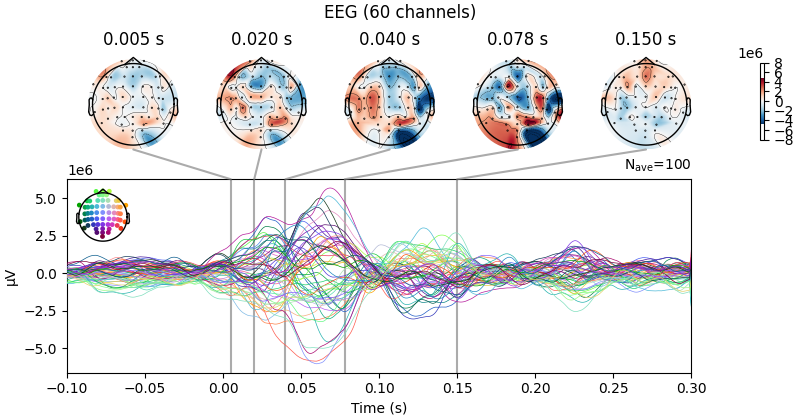 EEG (60 channels)
0.005 s
0.020 s
0.040 s
0.078 s
0.150 s
1e6
8
6
4
2
0
−2
−4
−6
−8
1e6
Nave=100
5.0
2.5
0.0
−2.5
−5.0
µV
−0.10
−0.05
0.00
0.05
0.10
0.15
0.20
0.25
0.30
Time (s)